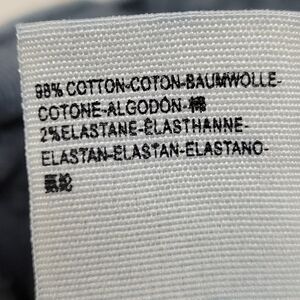 98% COTTON-COTON-BAUMWOLLE-
COTONE-ALGODÓN-棉
2%ELASTANE-ÉLASTHANNE-
ELASTAN-ELASTAN-ELASTANO-
氨纶